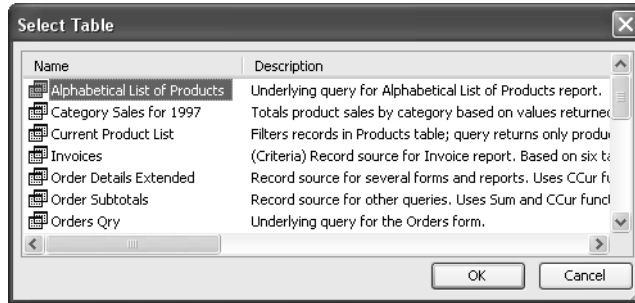 Select Table
Name Description
Alphabetical List of Products Underlying query for Alphabetical List of Products report.
Category Sales for 1997 Totals product sales by category based on values returned
Current Product List Filters records in Products table; query returns only
Invoices (Criteria) Record source for Invoice report. Based on six
Order Details Extended Record source for several forms and reports. Uses CCur
Order Subtotals Record source for other queries. Uses Sum and CCur
Orders Qry Underlying query for the Orders form.
OK Cancel